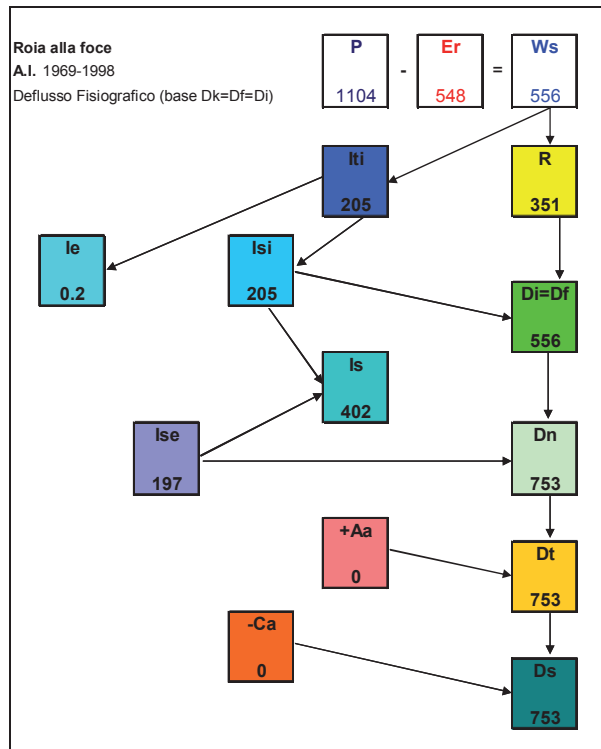 P - Er = Ws
1104 548 556
Roia alla foce
A.I. 1969-1998
Deflusso Fisiografico (base Dk=Df=Di)
Iti
205
R
351
Ie
0.2
Isi
205
Di=Df
556
Is
402
Ise
197
Dn
753
+Aa
0
Dt
753
-Ca
0
Ds
753